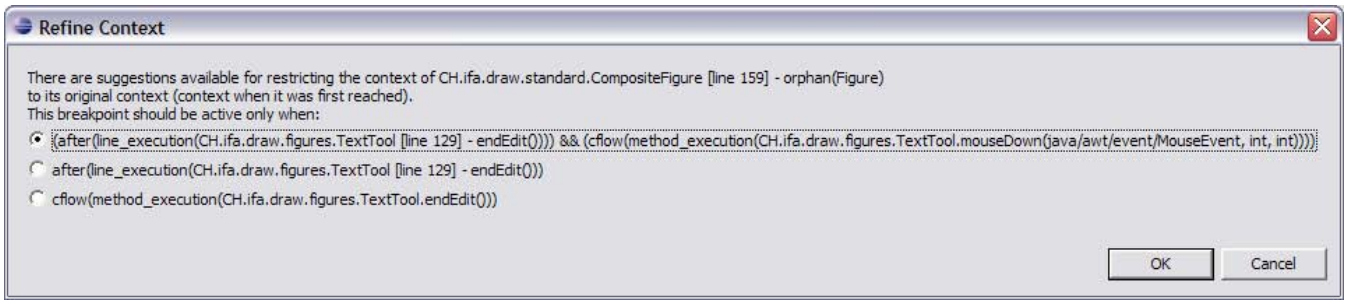 Refine Context
There are suggestions available for restricting the context of CH.ifa.draw.standard.CompositeFigure [line 159] - orphan(Figure)
to its original context (context when it was first reached).
This breakpoint should be active only when:
(after(line_execution(CH.ifa.draw.figures.TextTool [line 129] - endEdit()))) && (cflow(method_execution(CH.ifa.draw.figures.TextTool.mouseDown(java/awt/event/MouseEvent, int, int))))
after(line_execution(CH.ifa.draw.figures.TextTool [line 129] - endEdit()))
cflow(method_execution(CH.ifa.draw.figures.TextTool.endEdit()))
OK Cancel